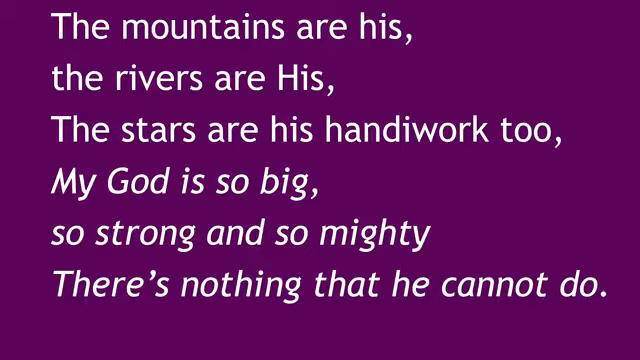 The mountains are his,
the rivers are His,
The stars are his handiwork too,
My God is so big,
so strong and so mighty
There’s nothing that he cannot do.